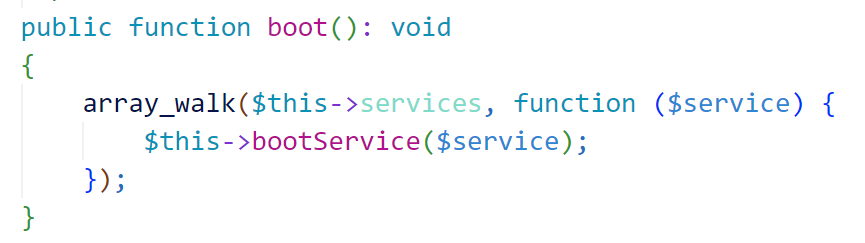 public function boot(): void
{
    array_walk($this->services, function ($service) {
        $this->bootService($service);
    });
}